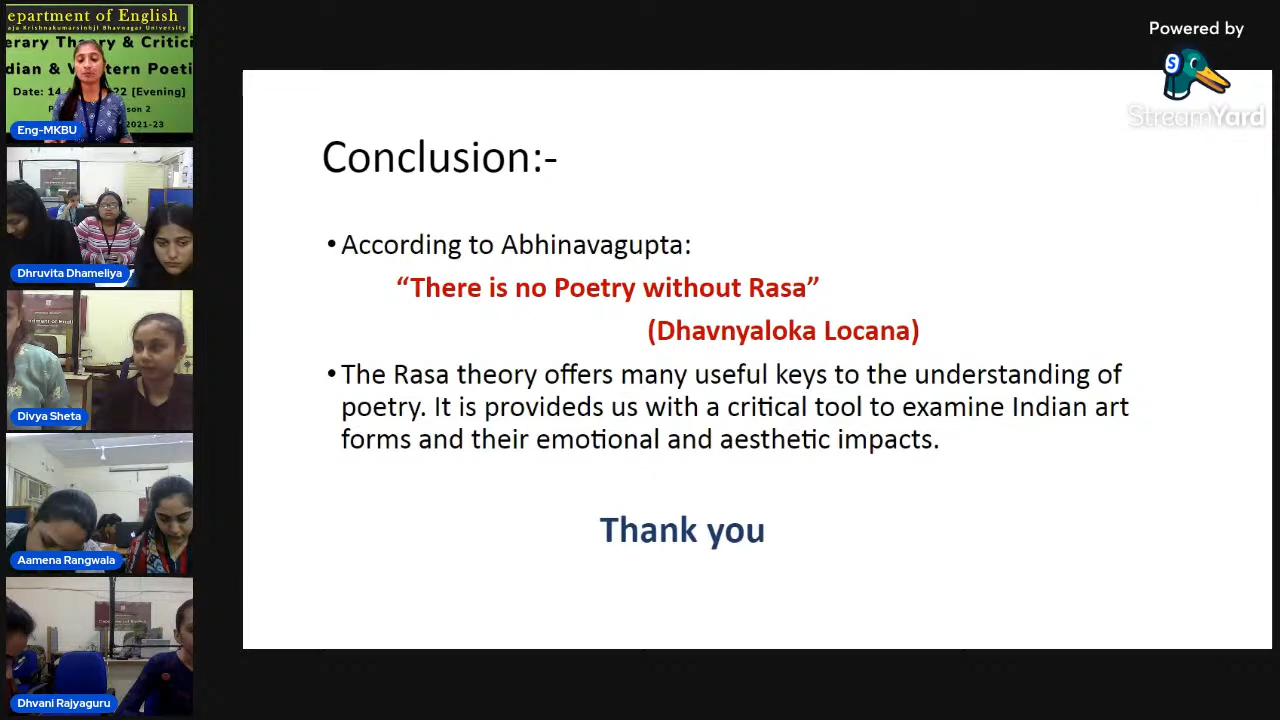 epartment of English
aja Krishnakumarsinhji Bhavnagar University
erary Theory & Critici
dian & Western Poeti
Date: 14
22 [Evening]
son 2
2021-23
Eng-MKBU
Dhruvita Dhameliya
Divya Sheta
Aamena Rangwala
Dhvani Rajyaguru
Powered by
S
StreamYard
Conclusion:-
• According to Abhinavagupta:
“There is no Poetry without Rasa”
(Dhavnyaloka Locana)
• The Rasa theory offers many useful keys to the understanding of
poetry. It is provideds us with a critical tool to examine Indian art
forms and their emotional and aesthetic impacts.
Thank you